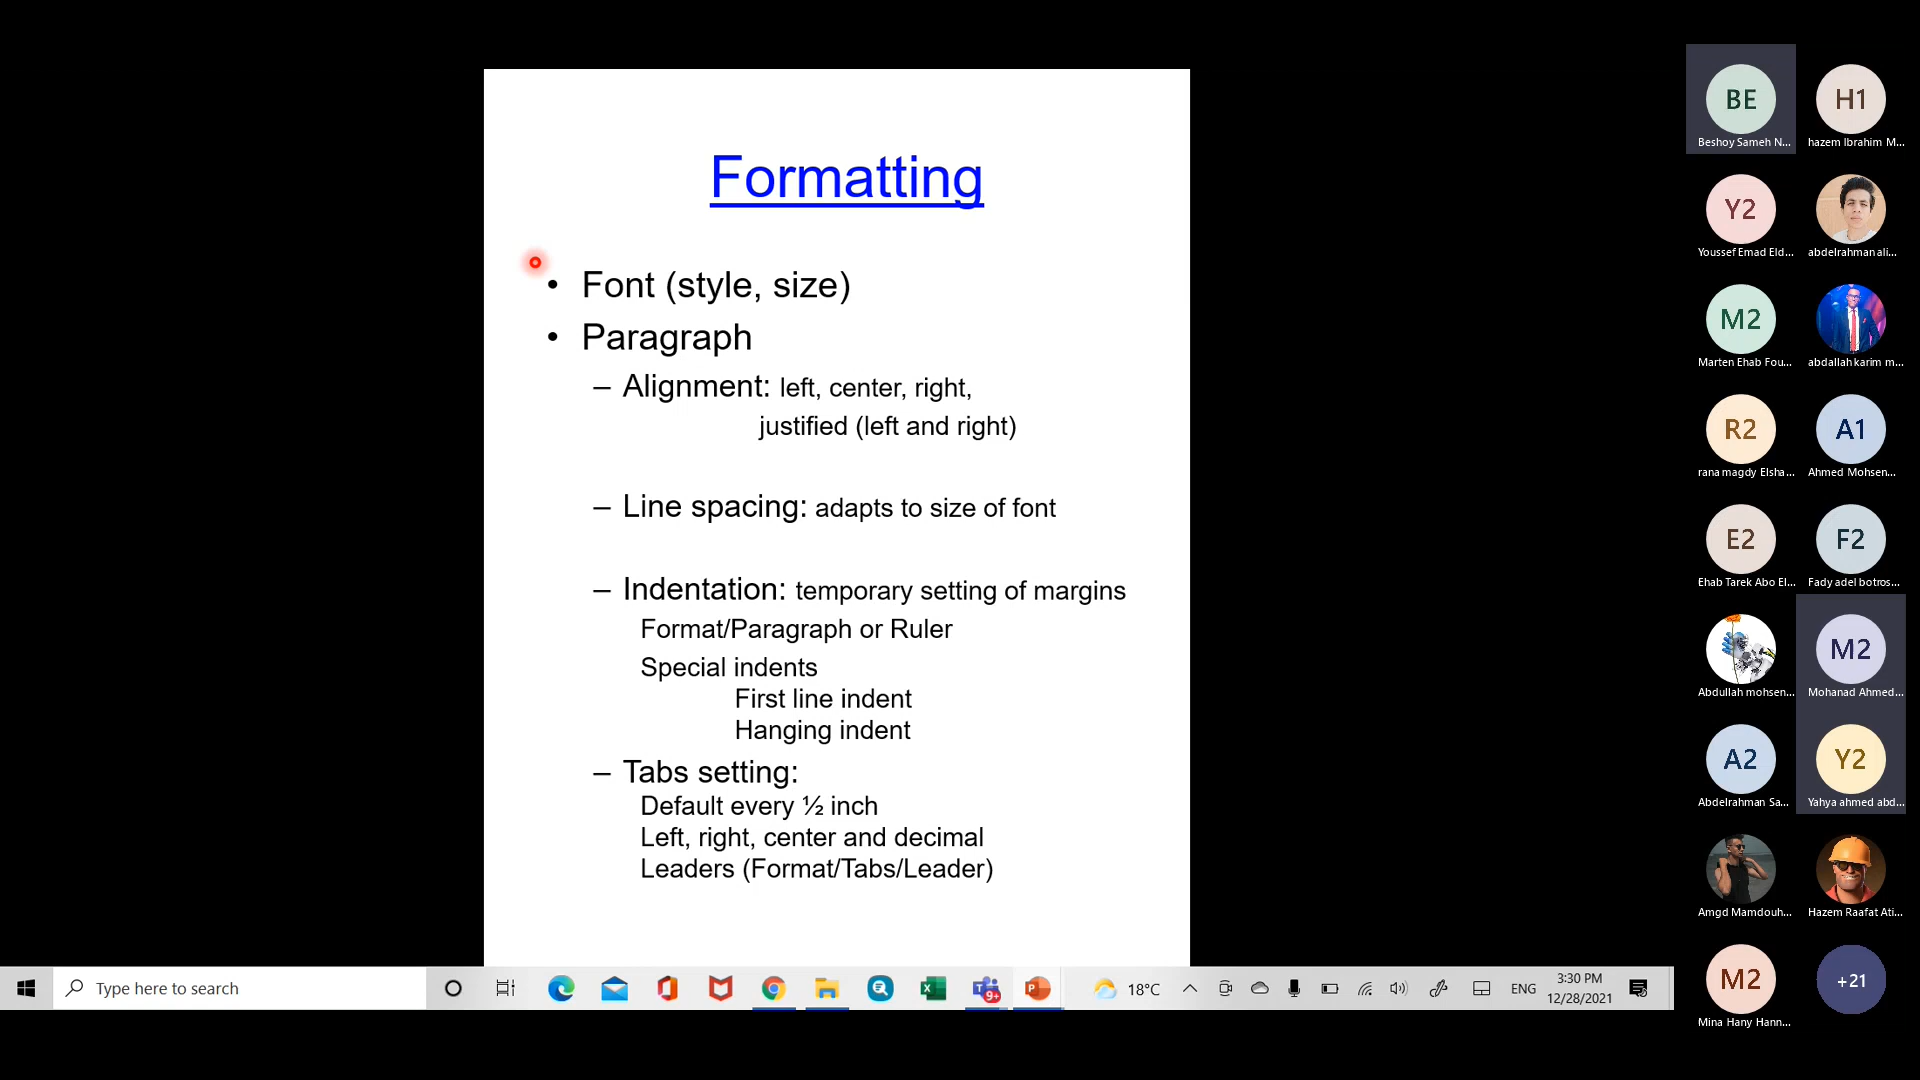 Formatting
• Font (style, size)
• Paragraph
– Alignment: left, center, right,
justified (left and right)
– Line spacing: adapts to size of font
– Indentation: temporary setting of margins
Format/Paragraph or Ruler
Special indents
First line indent
Hanging indent
– Tabs setting:
Default every ½ inch
Left, right, center and decimal
Leaders (Format/Tabs/Leader)
Type here to search
9+
18°C
ENG
3:30 PM
12/28/2021
BE
Beshoy Sameh N...
H1
hazem Ibrahim M...
Y2
Youssef Emad Eld...
abdelrahman ali...
M2
Marten Ehab Fou...
abdallah karim m...
R2
rana magdy Elsha...
A1
Ahmed Mohsen...
E2
Ehab Tarek Abo El...
F2
Fady adel botros...
Abdullah mohsen...
M2
Mohanad Ahmed...
A2
Abdelrahman Sa...
Y2
Yahya ahmed abd...
Amgd Mamdouh...
Hazem Raafat Ati...
M2
Mina Hany Hann...
+21